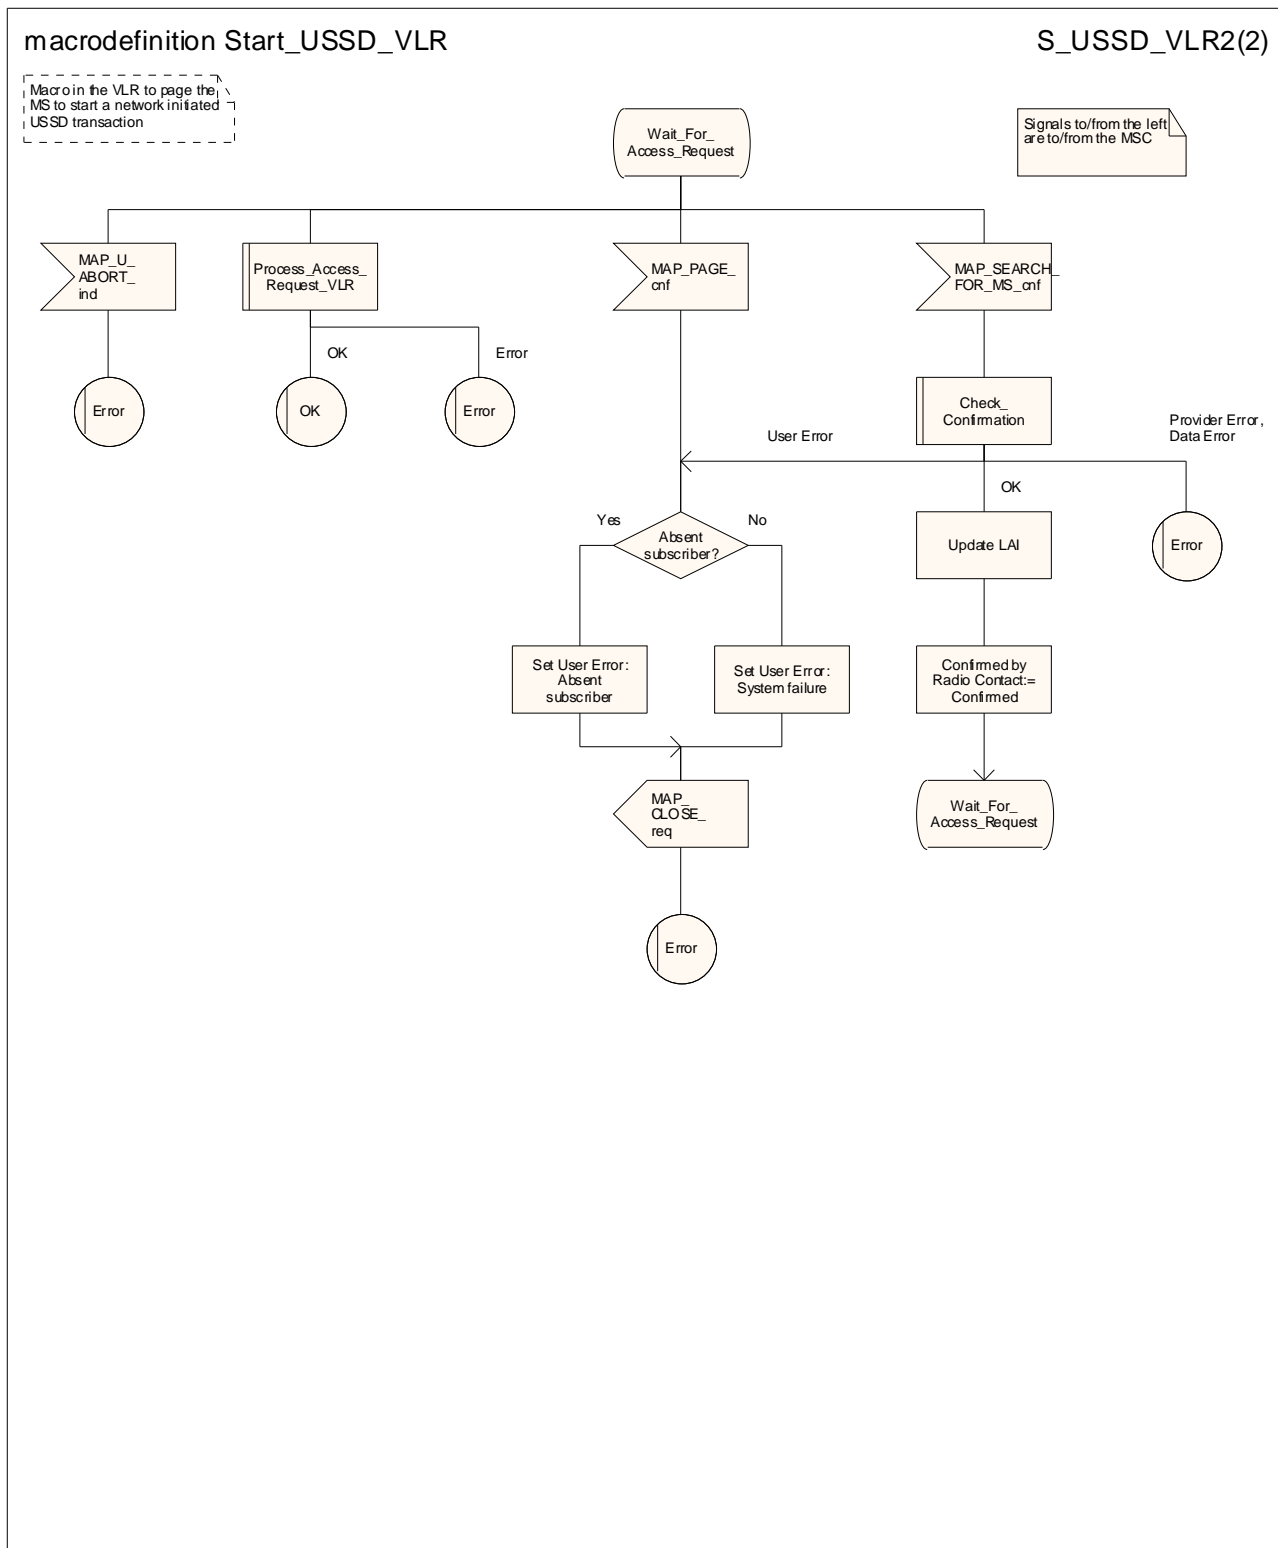 macrodefinition Start_USSD_VLR
S_USSD_VLR2(2)
Macro in the VLR to page the
MS to start a network initiated
USSD transaction
Wait_For_
Access_Request
Signals to/from the left
are to/from the MSC
MAP_U_
ABORT_
ind
Process_Access_
Request_VLR
MAP_PAGE_
cnf
MAP_SEARCH_
FOR_MS_cnf
OK
Error
Error
OK
Error
Check_
Confirmation
User Error
Provider Error,
Data Error
OK
Yes
No
Absent
subscriber?
Update LAI
Error
Set User Error:
Absent
subscriber
Set User Error:
System failure
Confirmed by
Radio Contact:=
Confirmed
MAP_
CLOSE_
req
Wait_For_
Access_Request
Error